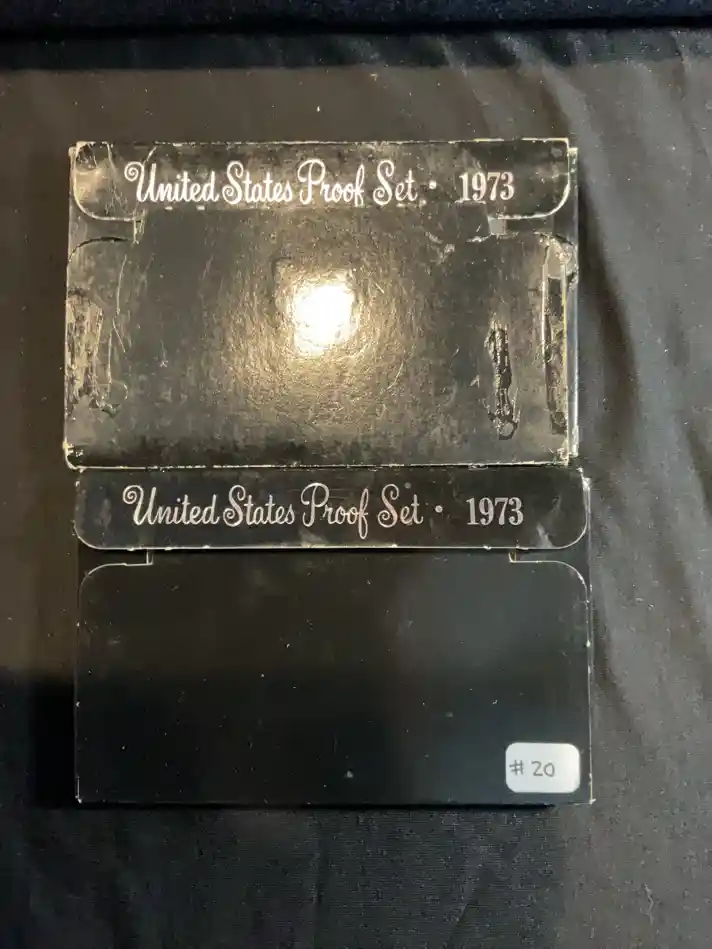 United States Proof Set · 1973
United States Proof Set · 1973
# 20